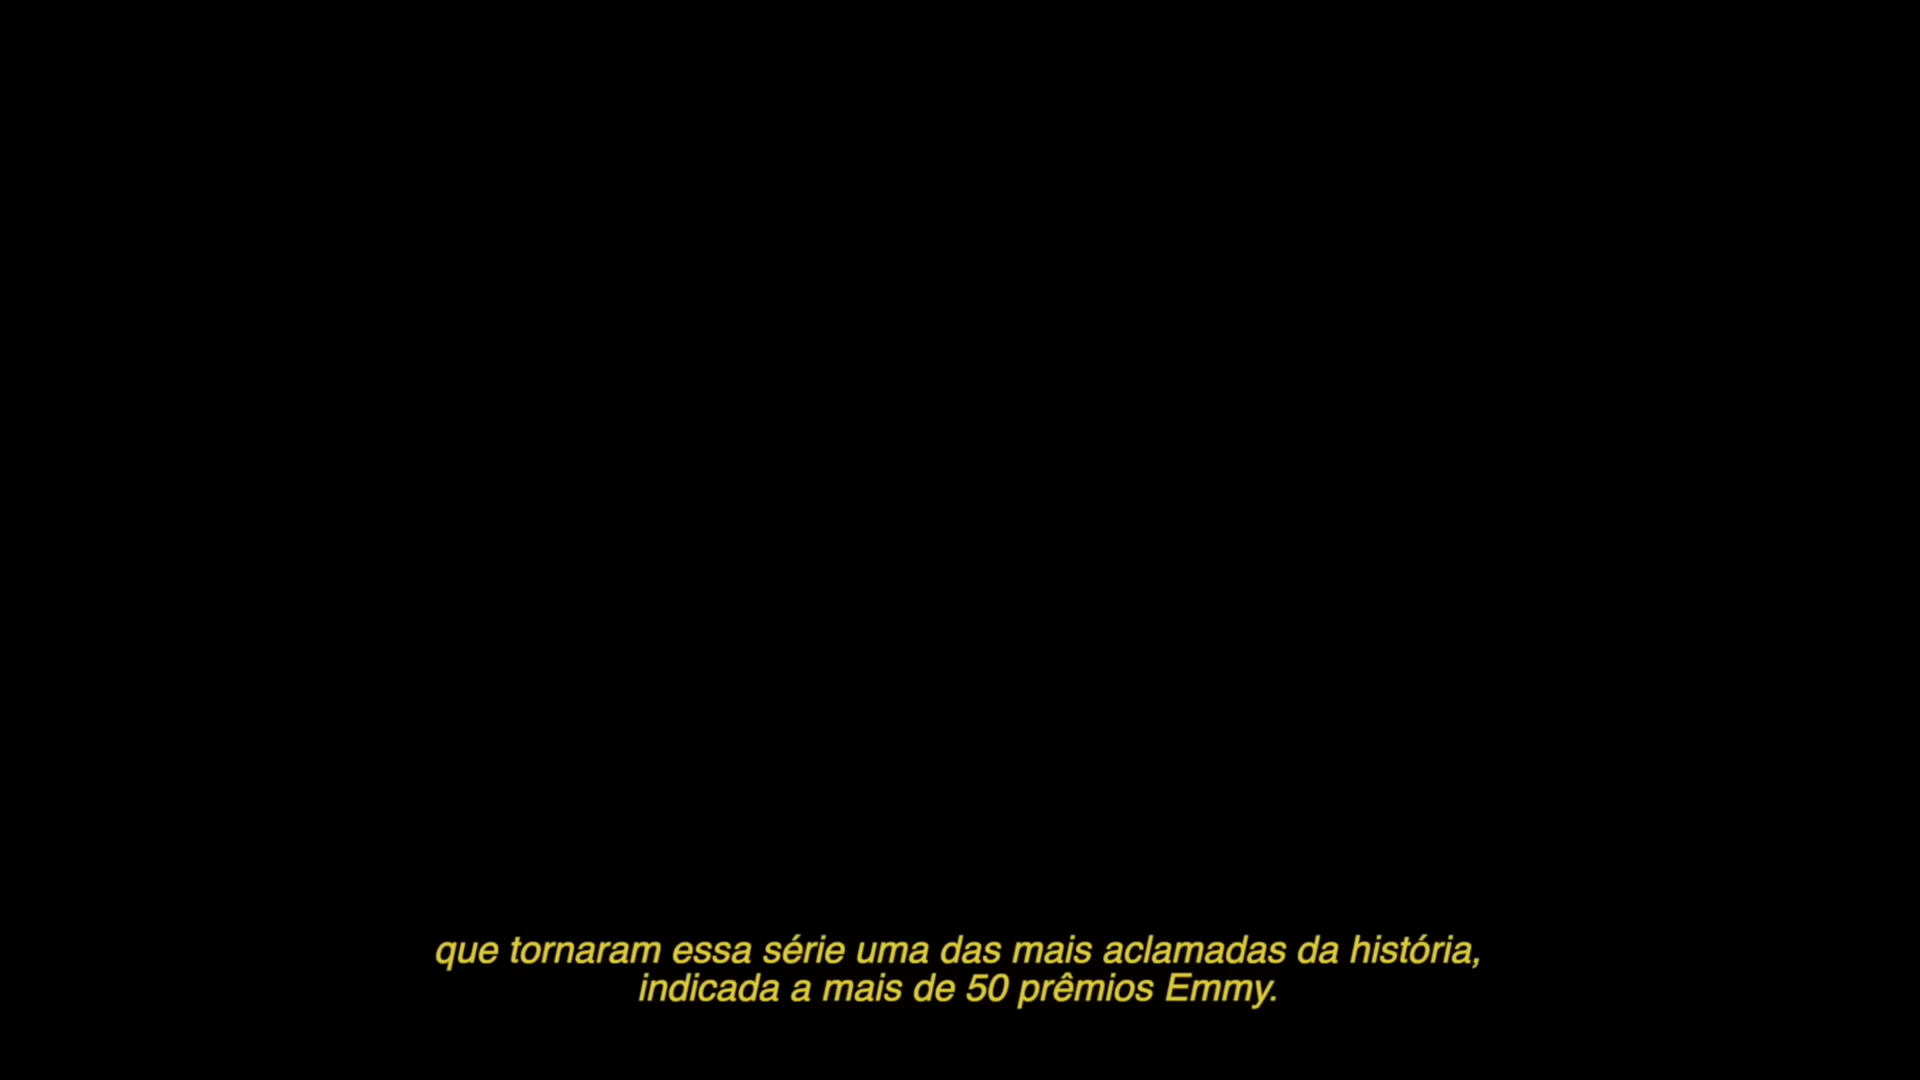 que tornaram essa série uma das mais aclamadas da história,
indicada a mais de 50 prêmios Emmy.